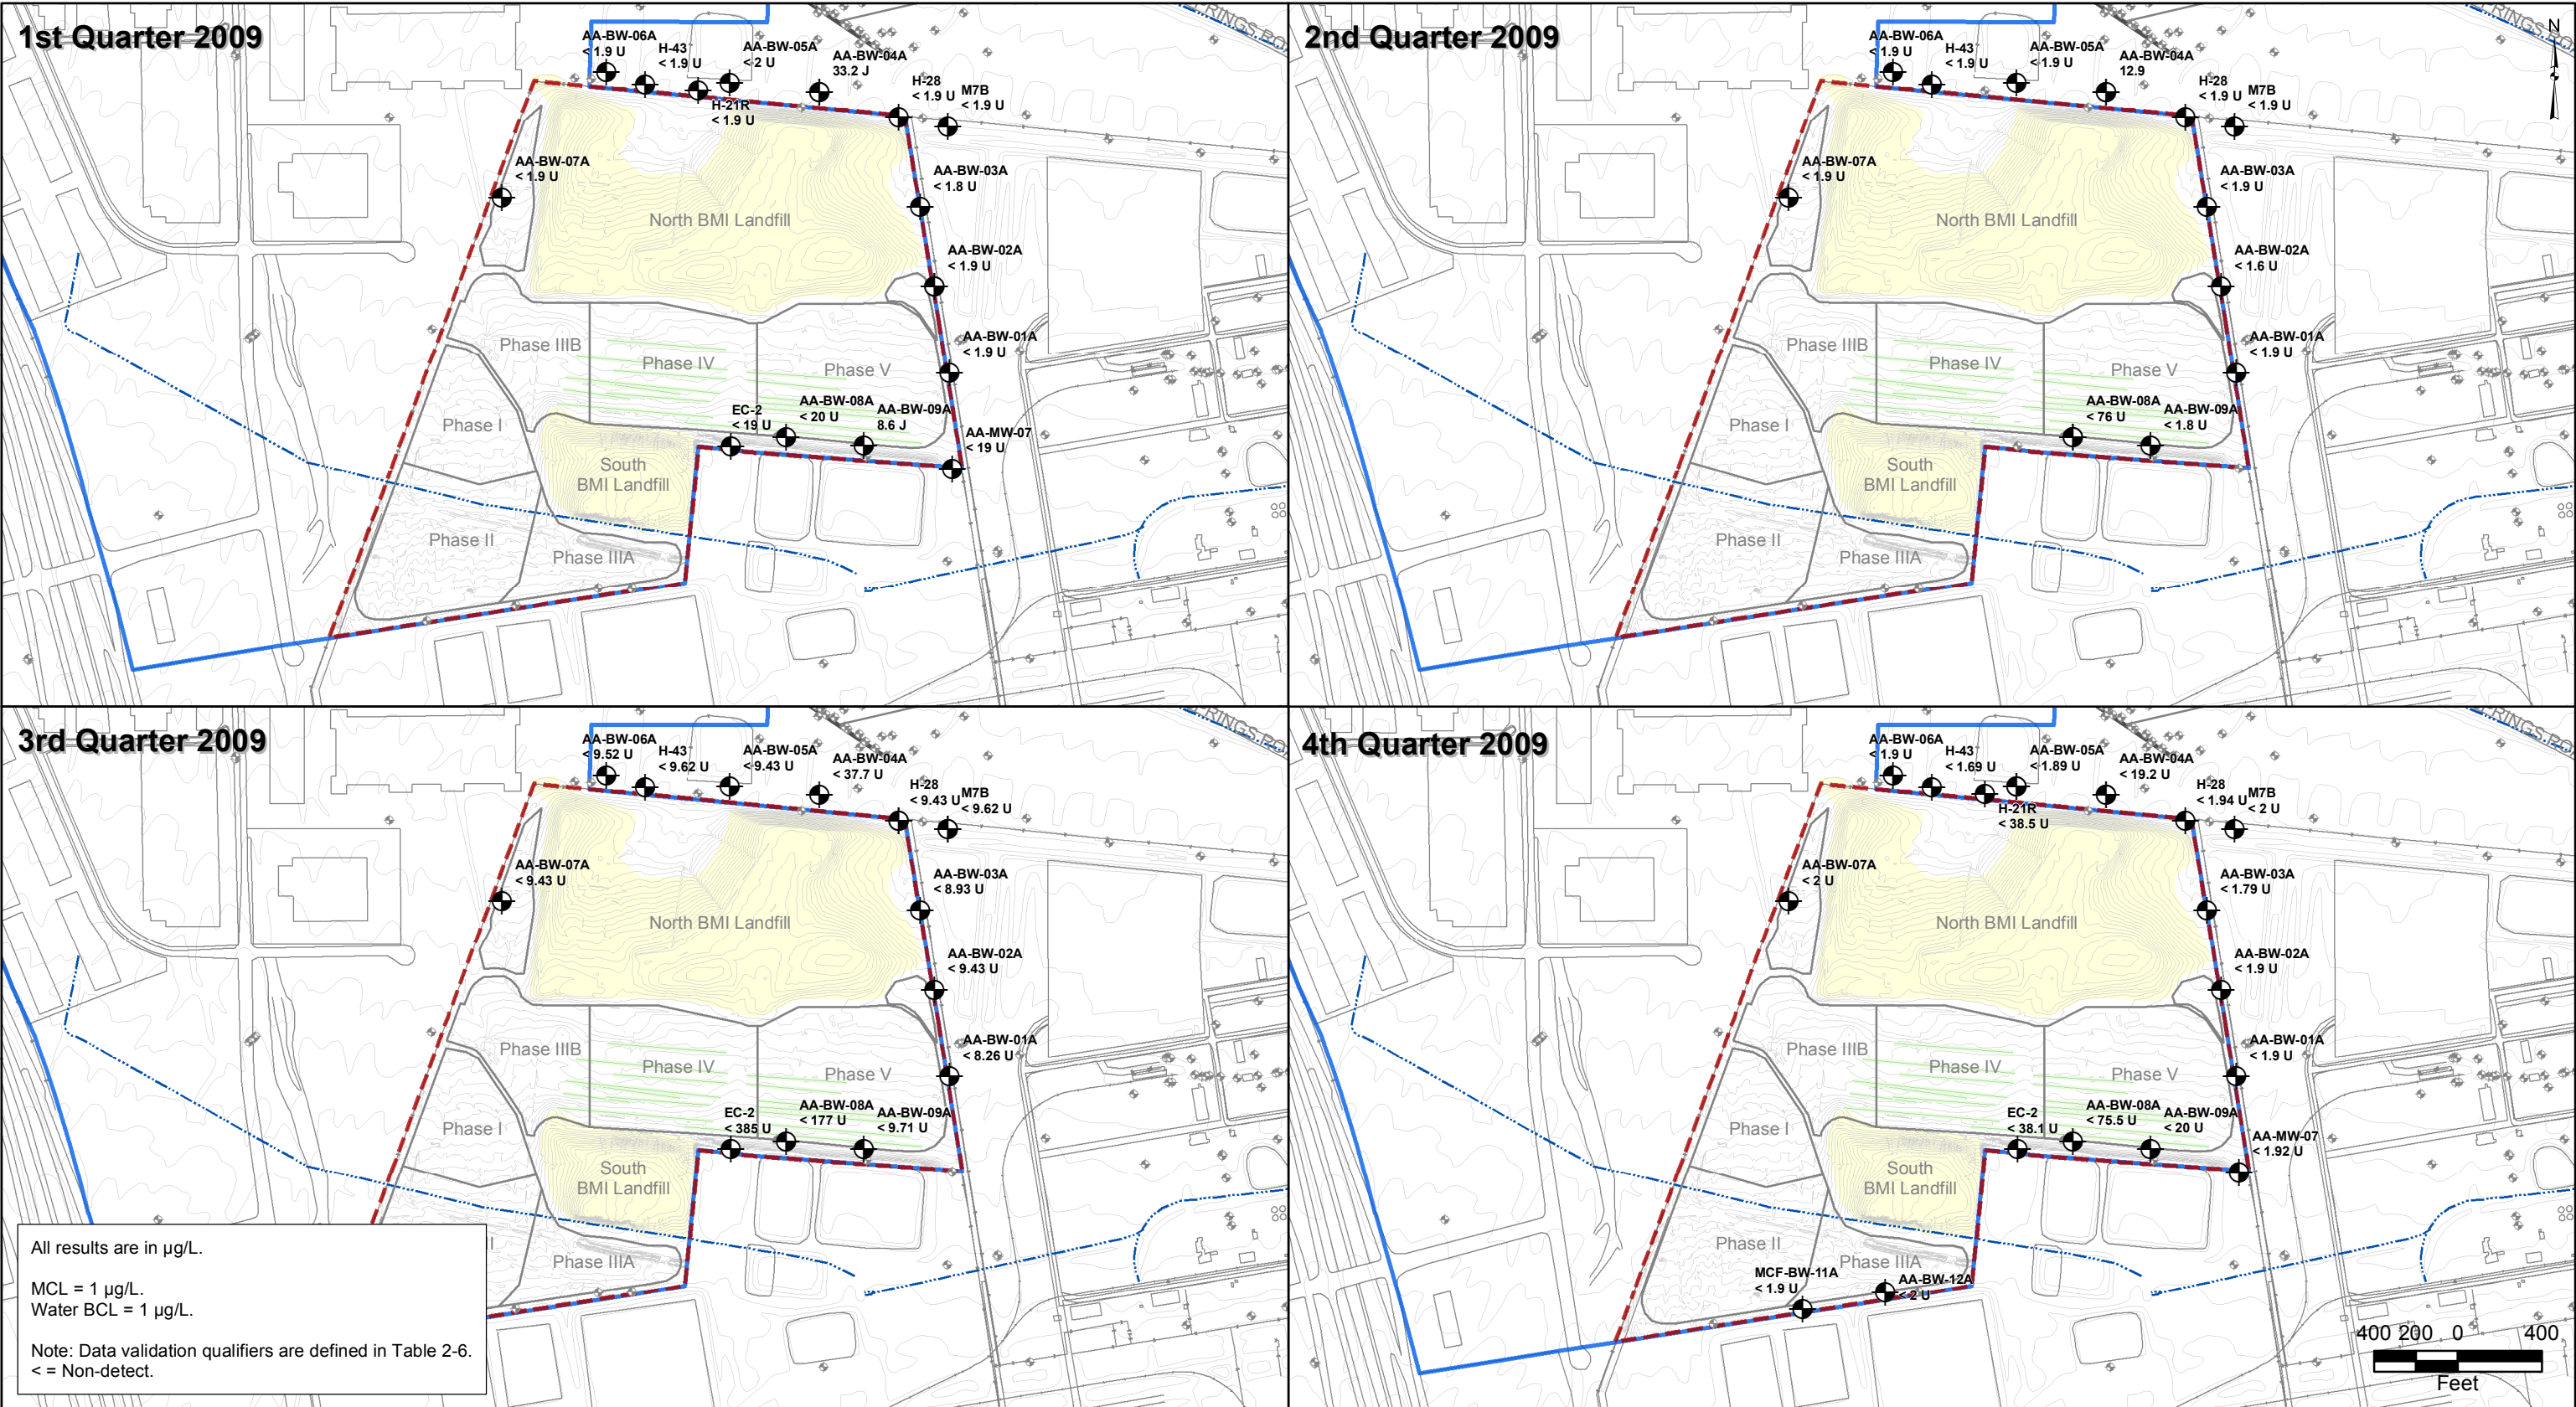 1st Quarter 2009
AA-BW-06A
< 1.9 U
H-43
< 1.9 U
AA-BW-05A
< 2 U
AA-BW-04A
33.2 J
H-21R
< 1.9 U
H-28
< 1.9 U
M7B
< 1.9 U
AA-BW-07A
< 1.9 U
AA-BW-03A
< 1.8 U
North BMI Landfill
AA-BW-02A
< 1.9 U
AA-BW-01A
< 1.9 U
Phase IIIB
Phase IV
Phase V
EC-2
< 19 U
AA-BW-08A
< 20 U
AA-BW-09A
8.6 J
Phase I
AA-MW-07
< 19 U
South
BMI Landfill
Phase II
Phase IIIA
2nd Quarter 2009
N
AA-BW-06A
< 1.9 U
H-43
< 1.9 U
AA-BW-05A
< 1.9 U
AA-BW-04A
12.9
H-28
< 1.9 U
M7B
< 1.9 U
AA-BW-07A
< 1.9 U
AA-BW-03A
< 1.9 U
North BMI Landfill
AA-BW-02A
< 1.6 U
AA-BW-01A
< 1.9 U
Phase IIIB
Phase IV
Phase V
AA-BW-08A
< 76 U
AA-BW-09A
< 1.8 U
Phase I
South
BMI Landfill
Phase II
Phase IIIA
3rd Quarter 2009
AA-BW-06A
< 9.52 U
H-43
< 9.62 U
AA-BW-05A
< 9.43 U
AA-BW-04A
< 37.7 U
H-28
< 9.43 U
M7B
< 9.62 U
AA-BW-07A
< 9.43 U
AA-BW-03A
< 8.93 U
North BMI Landfill
AA-BW-02A
< 9.43 U
AA-BW-01A
< 8.26 U
Phase IIIB
Phase IV
Phase V
EC-2
< 385 U
AA-BW-08A
< 177 U
AA-BW-09A
< 9.71 U
Phase I
South
BMI Landfill
Phase IIIA
All results are in µg/L.
MCL = 1 µg/L.
Water BCL = 1 µg/L.
Note: Data validation qualifiers are defined in Table 2-6.
< = Non-detect.
4th Quarter 2009
AA-BW-06A
< 1.9 U
H-43
< 1.69 U
AA-BW-05A
< 1.89 U
AA-BW-04A
< 19.2 U
H-21R
< 38.5 U
H-28
< 1.94 U
M7B
< 2 U
AA-BW-07A
< 2 U
AA-BW-03A
< 1.79 U
North BMI Landfill
AA-BW-02A
< 1.9 U
AA-BW-01A
< 1.9 U
Phase IIIB
Phase IV
Phase V
EC-2
< 38.1 U
AA-BW-08A
< 75.5 U
AA-BW-09A
< 20 U
Phase I
AA-MW-07
< 1.92 U
South
BMI Landfill
Phase II
Phase IIIA
MCF-BW-11A
< 1.9 U
AA-BW-12A
< 2 U
400 200 0 400
Feet